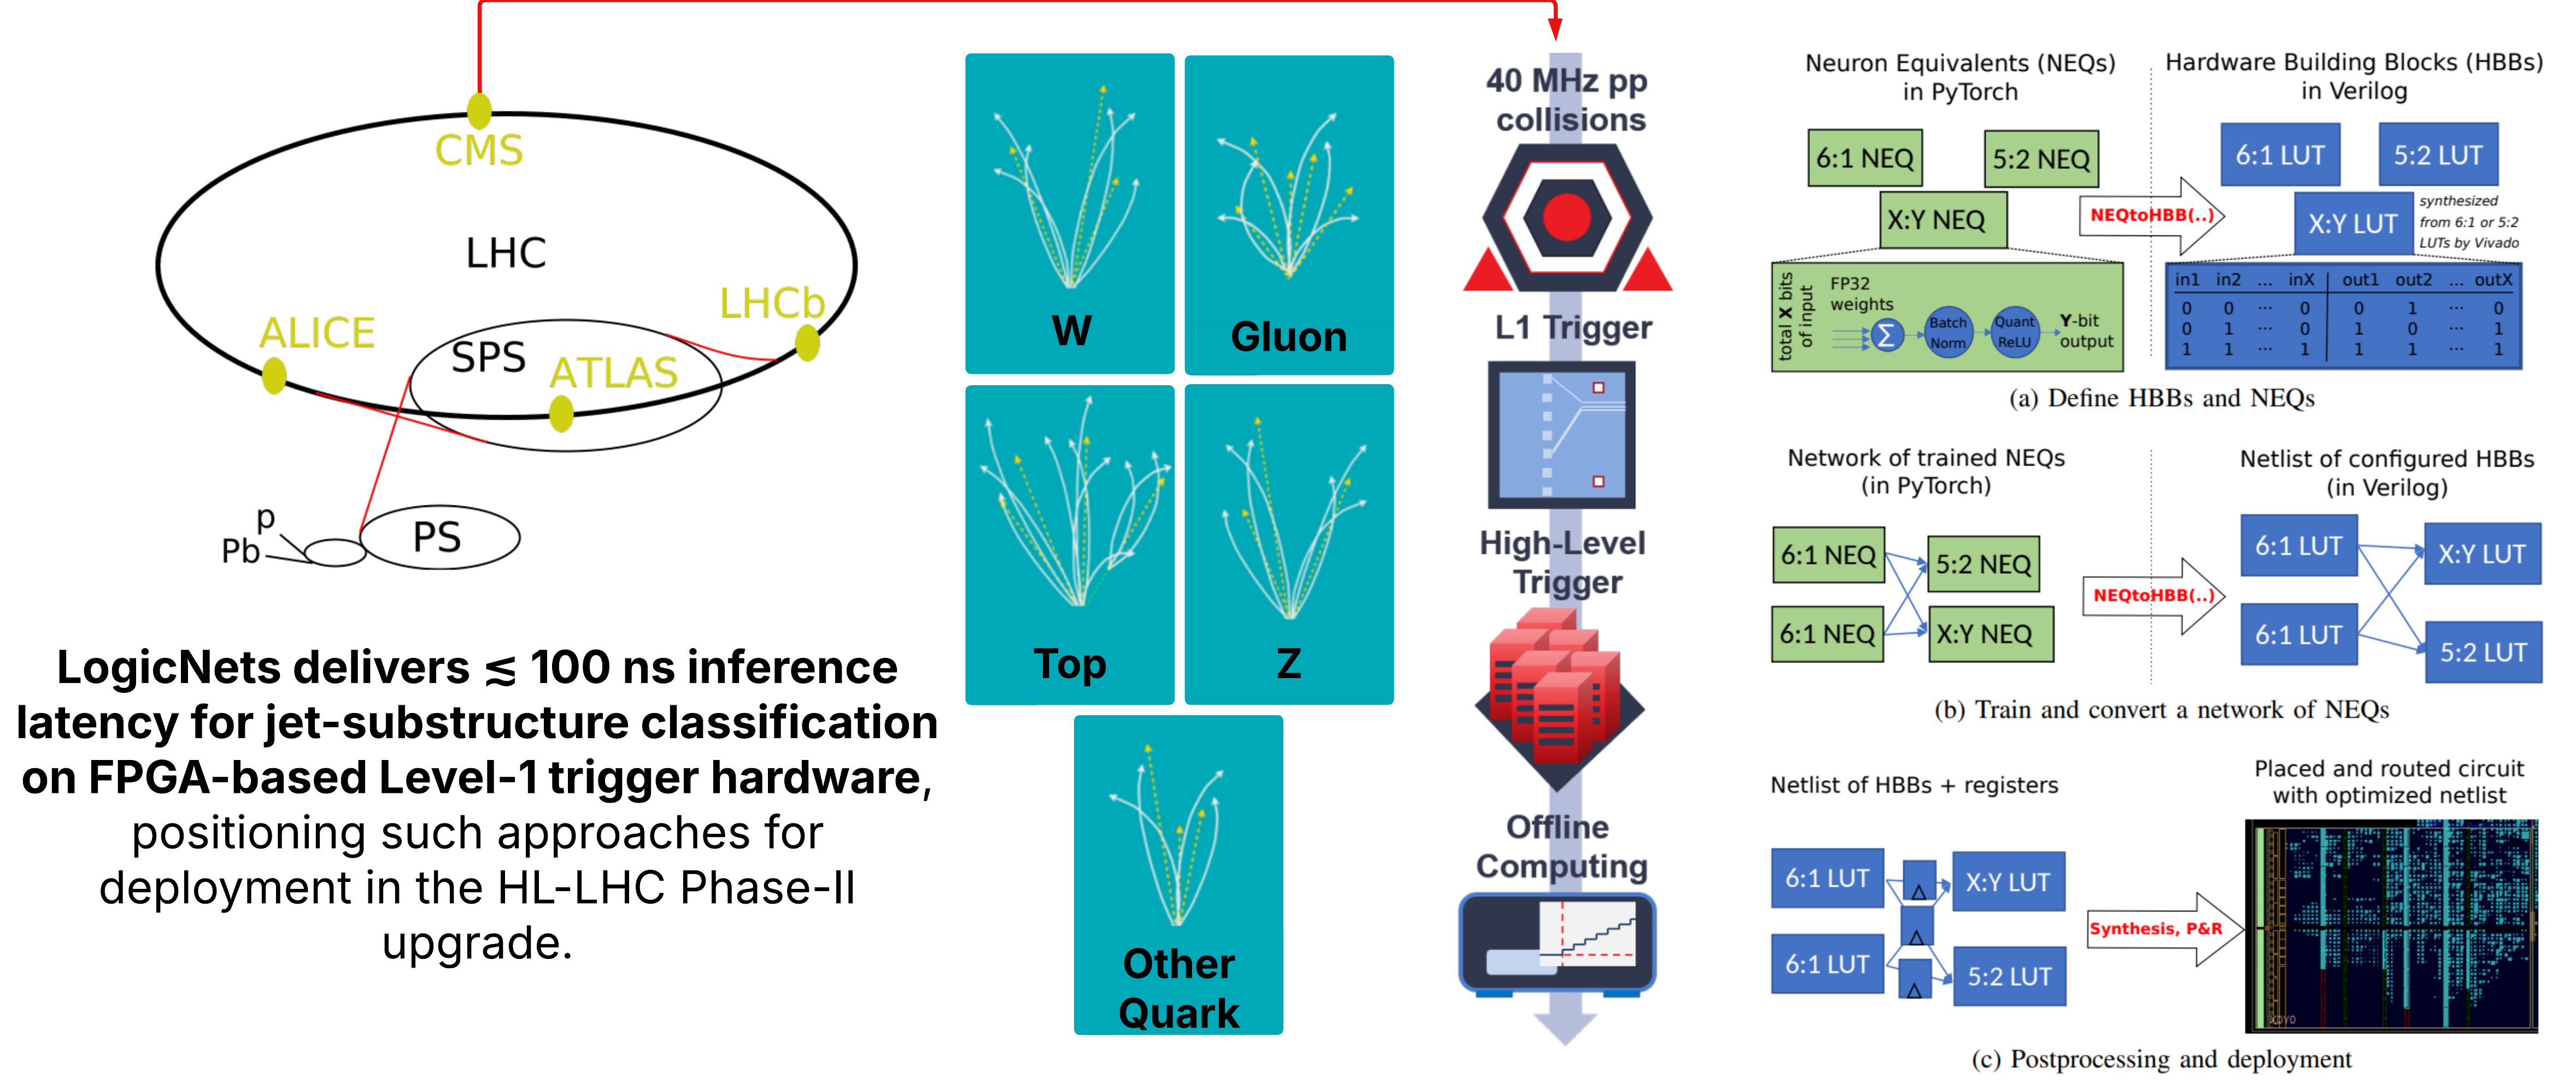 CMS
LHC
LHCb
ALICE
SPS
ATLAS
p
Pb
PS
LogicNets delivers ≲ 100 ns inference
latency for jet-substructure classification
on FPGA-based Level-1 trigger hardware,
positioning such approaches for
deployment in the HL-LHC Phase-II
upgrade.
W
Gluon
Top
Z
Other
Quark
40 MHz pp
collisions
L1 Trigger
High-Level
Trigger
Offline
Computing
Neuron Equivalents (NEQs)
in PyTorch
Hardware Building Blocks (HBBs)
in Verilog
6:1 NEQ
5:2 NEQ
X:Y NEQ
NEQtoHBB(..)
6:1 LUT
5:2 LUT
X:Y LUT
synthesized
from 6:1 or 5:2
LUTs by Vivado
total X bits
of input
FP32
weights
Σ
Batch
Norm
Quant
ReLU
Y-bit
output
in1 in2 ... inX out1 out2 ... outX
0 0 ... 0 0 1 ... 0
0 1 ... 0 1 0 ... 1
1 1 ... 1 1 1 ... 1
(a) Define HBBs and NEQs
Network of trained NEQs
(in PyTorch)
Netlist of configured HBBs
(in Verilog)
6:1 NEQ
5:2 NEQ
6:1 NEQ
X:Y NEQ
NEQtoHBB(..)
6:1 LUT
X:Y LUT
6:1 LUT
5:2 LUT
(b) Train and convert a network of NEQs
Netlist of HBBs + registers
Placed and routed circuit
with optimized netlist
6:1 LUT
X:Y LUT
6:1 LUT
5:2 LUT
Synthesis, P&R
X0Y0
(c) Postprocessing and deployment